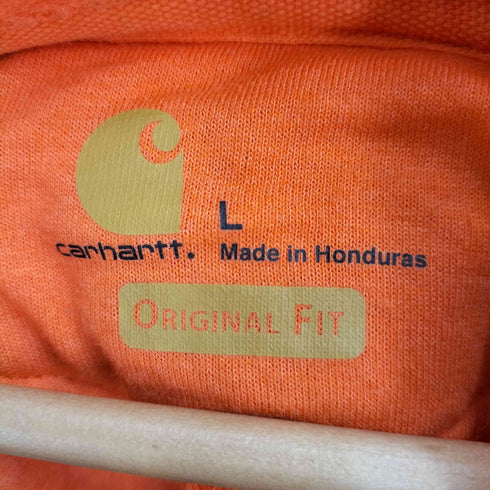 L
carhartt. Made in Honduras
ORIGINAL FIT